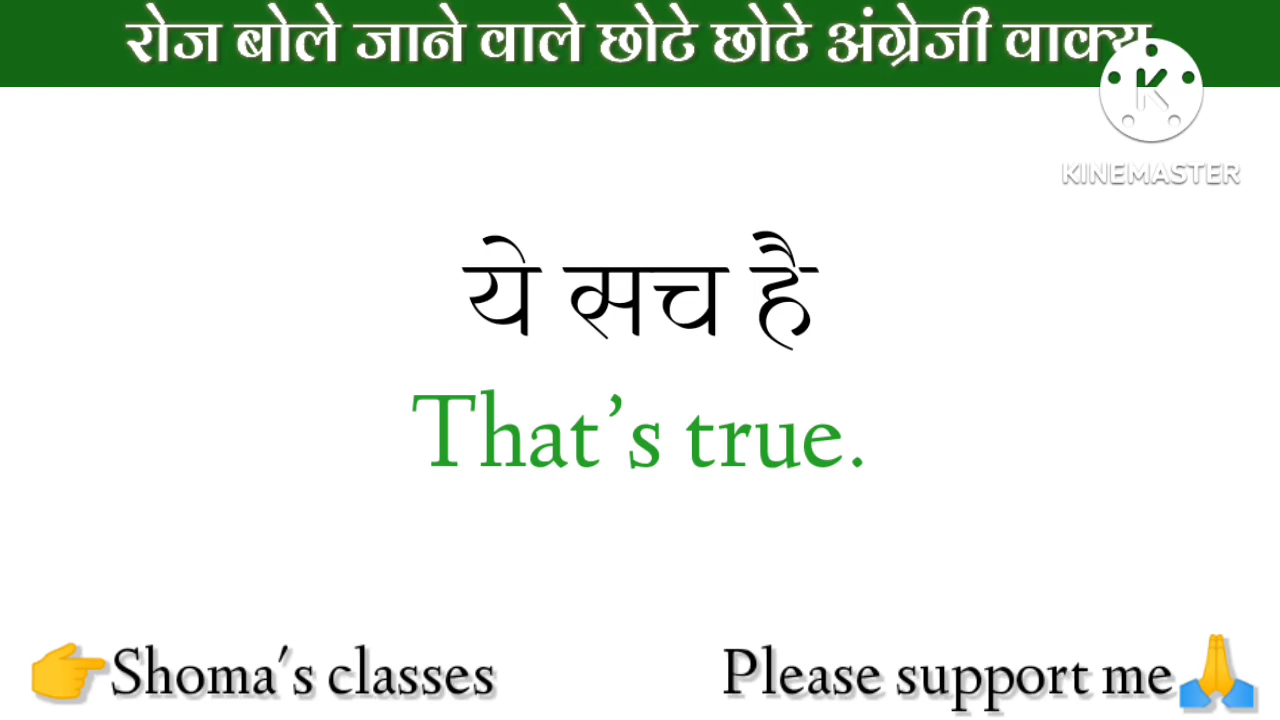 रोज बोले जाने वाले छोटे छोटे अंग्रेजी वाक्य
KINEMASTER
ये सच है
That's true.
Shoma's classes
Please support me